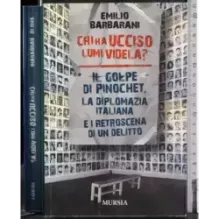 EMILIO
BARBARANI
CHI HA UCCISO
LUMI VIDELA?
IL GOLPE
DI PINOCHET,
LA DIPLOMAZIA
ITALIANA
E I RETROSCENA
DI UN DELITTO
MURSIA